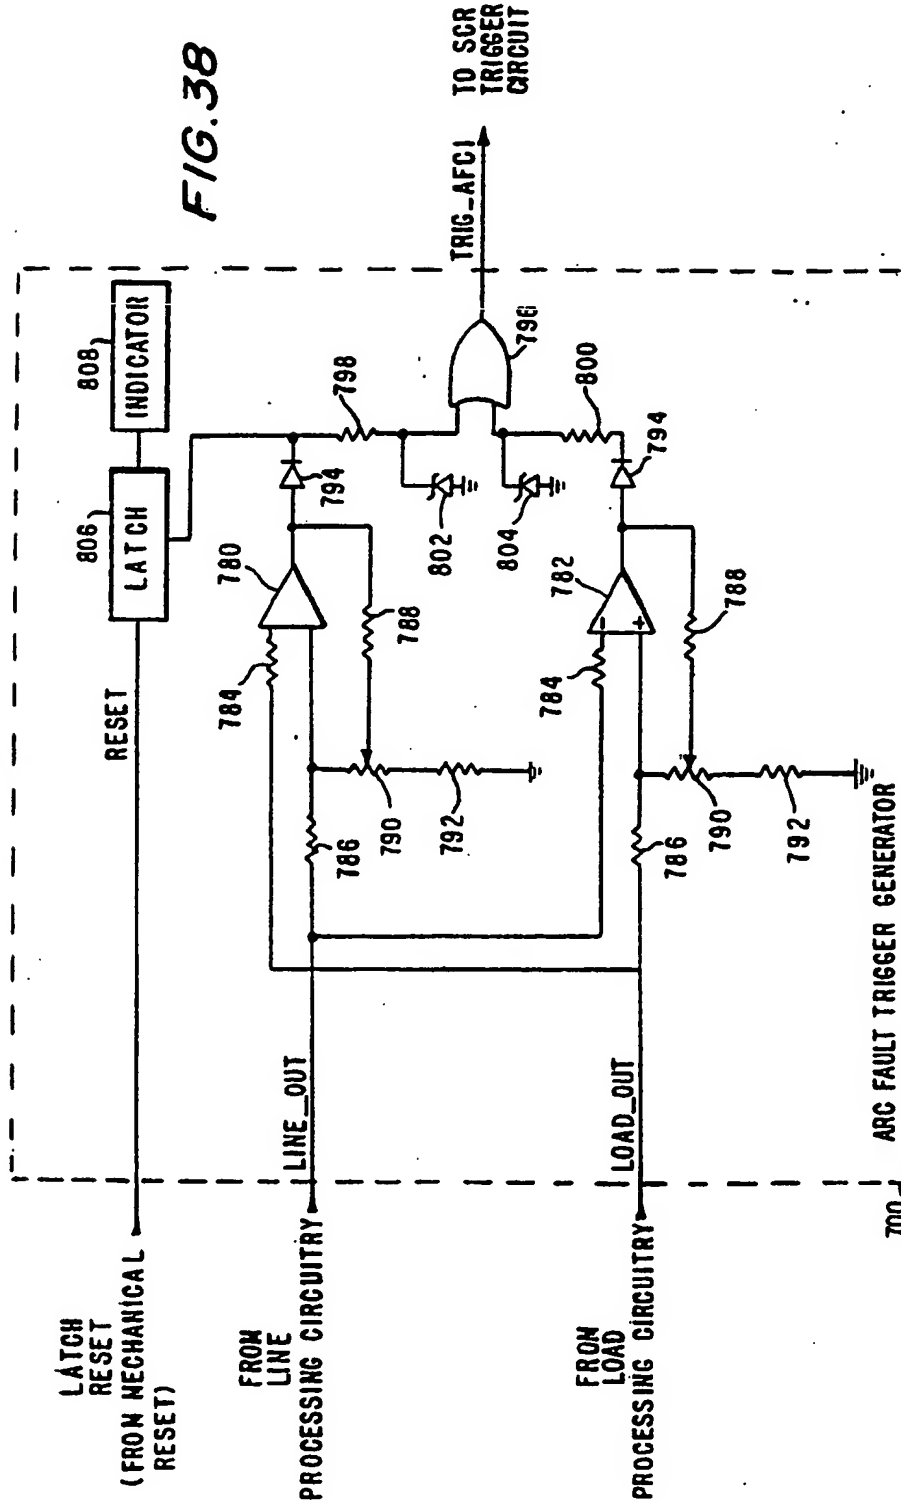 FIG. 38
LATCH
RESET
(FROM MECHANICAL
RESET)
RESET
806
LATCH
808
INDICATOR
FROM
LINE
PROCESSING CIRCUITRY
LINE_OUT
784
780
794
798
786
790
792
788
802
796
TRIG_AFCI
TO SCR
TRIGGER
CIRCUIT
FROM
LOAD
PROCESSING CIRCUITRY
LOAD_OUT
784
782
-
+
804
800
794
786
790
792
788
ARC FAULT TRIGGER GENERATOR
700